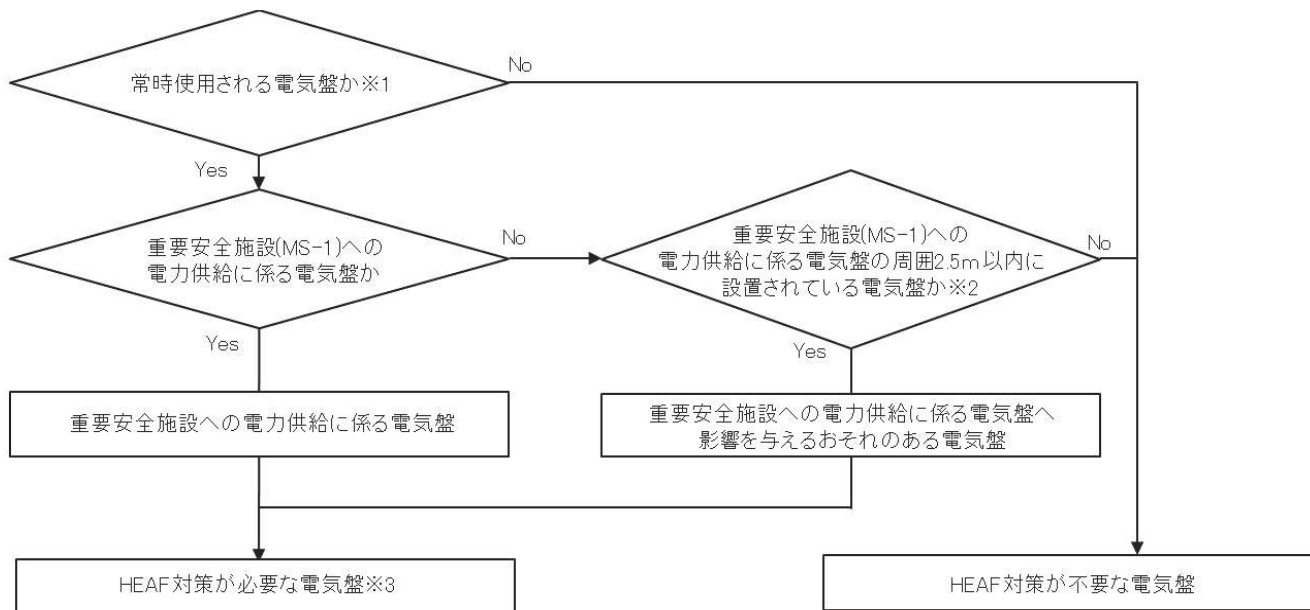 常時使用される電気盤か※1
No
Yes
重要安全施設(MS-1)への
電力供給に係る電気盤か
No
重要安全施設(MS-1)への
電力供給に係る電気盤の周囲2.5m以内に
設置されている電気盤か※2
No
Yes
Yes
重要安全施設への電力供給に係る電気盤
重要安全施設への電力供給に係る電気盤へ
影響を与えるおそれのある電気盤
HEAF対策が必要な電気盤※3
HEAF対策が不要な電気盤